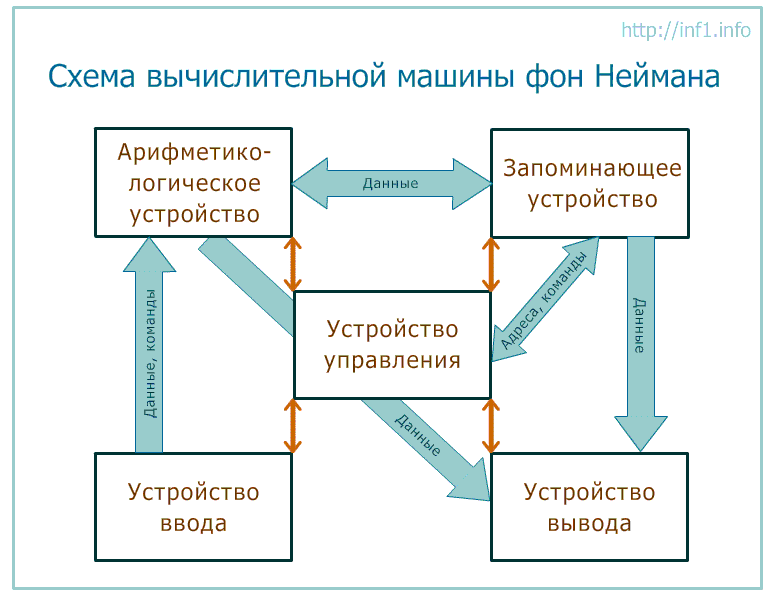 http://inf1.info
Схема вычислительной машины фон Неймана
Арифметико-
логическое
устройство
Данные
Запоминающее
устройство
Адреса, команды
Данные
Данные, команды
Устройство
управления
Данные
Устройство
ввода
Устройство
вывода